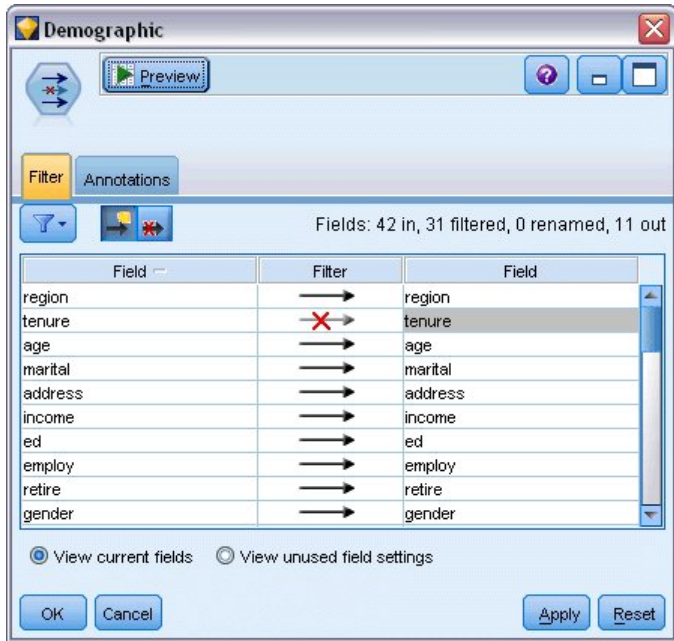 Demographic
Preview
Filter Annotations
Fields: 42 in, 31 filtered, 0 renamed, 11 out
Field Filter Field
region region
tenure tenure
age age
marital marital
address address
income income
ed ed
employ employ
retire retire
gender gender
View current fields View unused field settings
OK Cancel Apply Reset